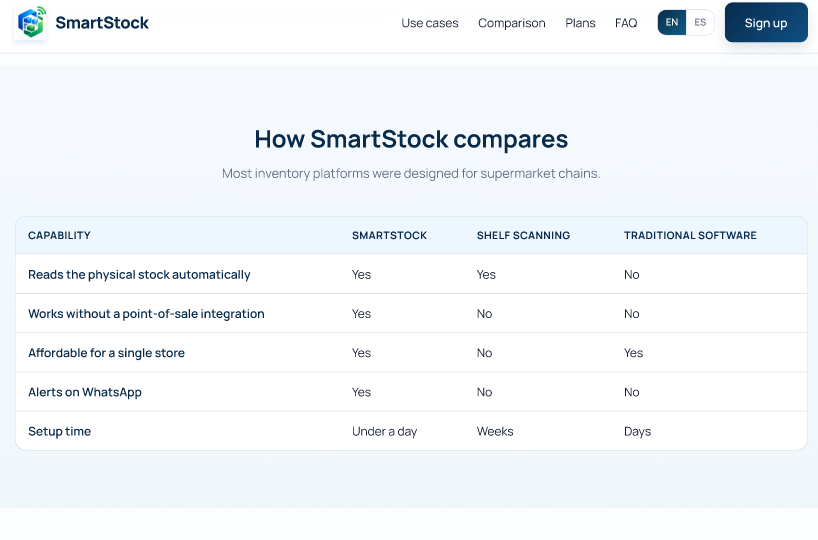 SmartStock
Use cases Comparison Plans FAQ EN ES Sign up
How SmartStock compares
Most inventory platforms were designed for supermarket chains.
CAPABILITY SMARTSTOCK SHELF SCANNING TRADITIONAL SOFTWARE
Reads the physical stock automatically Yes Yes No
Works without a point-of-sale integration Yes No No
Affordable for a single store Yes No Yes
Alerts on WhatsApp Yes No No
Setup time Under a day Weeks Days